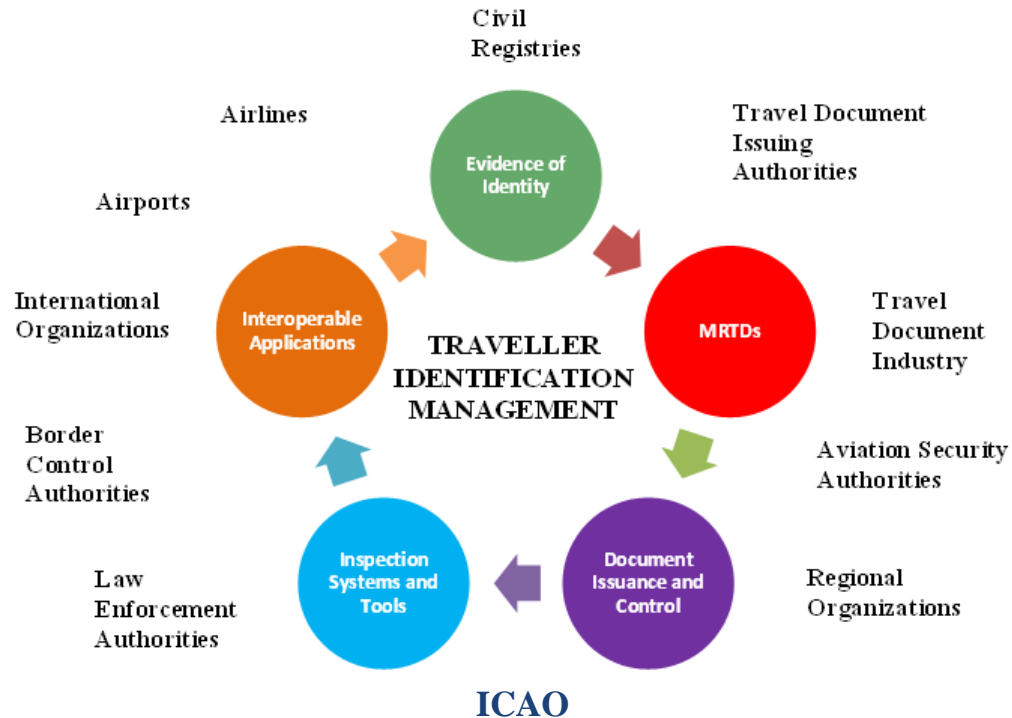 Civil
Registries
Airlines
Travel Document
Issuing
Authorities
Evidence of
Identity
Airports
International
Organizations
Interoperable
Applications
MRTDs
Travel
Document
Industry
TRAVELLER
IDENTIFICATION
MANAGEMENT
Border
Control
Authorities
Aviation Security
Authorities
Inspection
Systems and
Tools
Document
Issuance and
Control
Law
Enforcement
Authorities
Regional
Organizations
ICAO